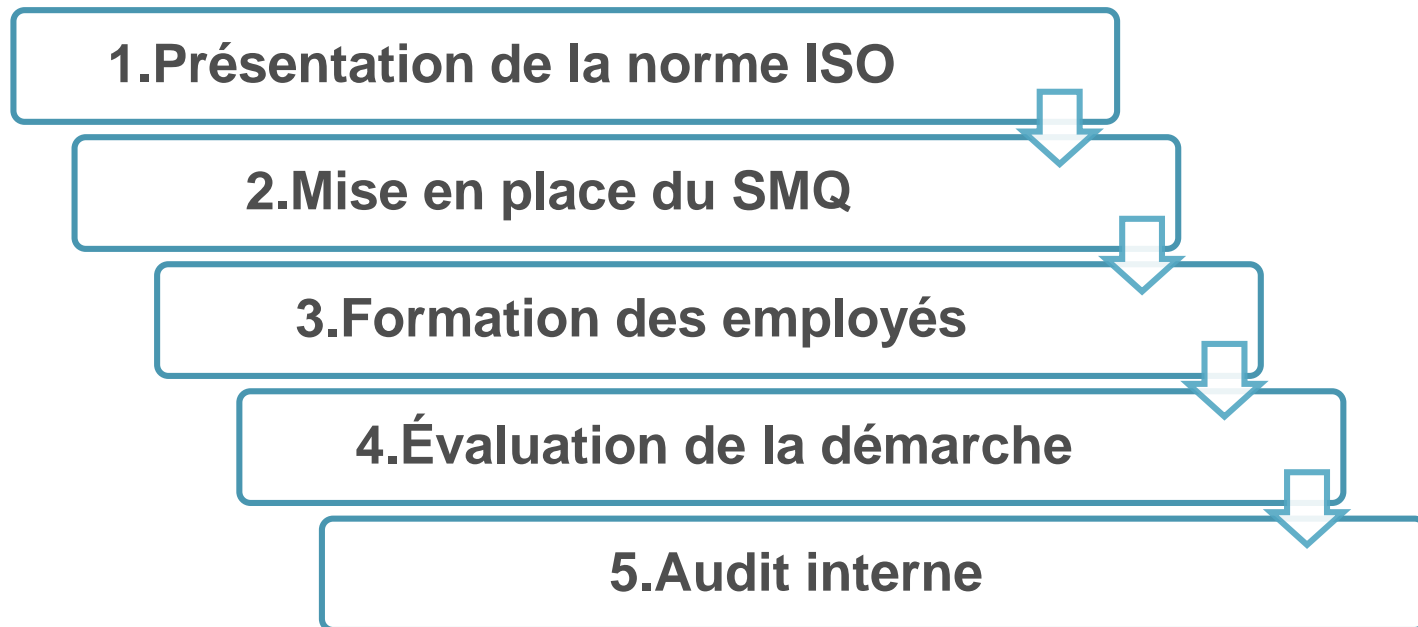 1.Présentation de la norme ISO
2.Mise en place du SMQ
3.Formation des employés
4.Évaluation de la démarche
5.Audit interne